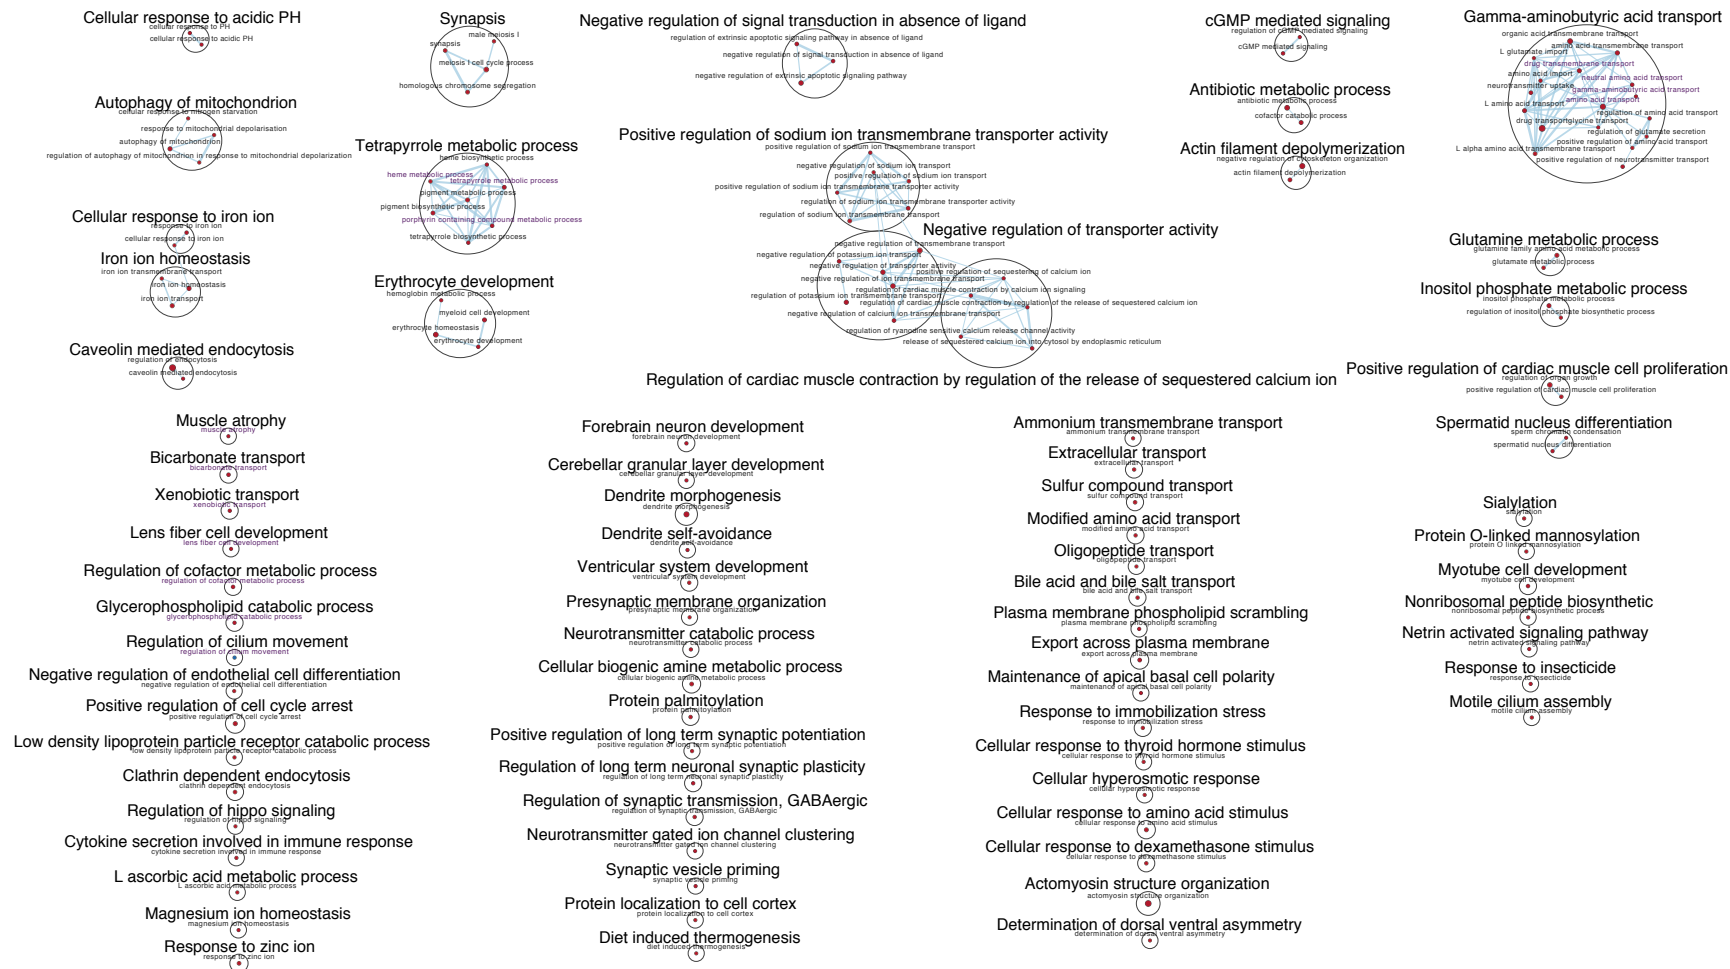 Cellular response to acidic PH
cellular response to PH
cellular response to acidic PH
Autophagy of mitochondrion
cellular response to nitrogen starvation
response to mitochondrial depolarisation
autophagy of mitochondrion
regulation of autophagy of mitochondrion in response to mitochondrial depolarization
Cellular response to iron ion
response to iron ion
cellular response to iron ion
Iron ion homeostasis
iron ion transmembrane transport
iron ion homeostasis
iron ion transport
Caveolin mediated endocytosis
regulation of endocytosis
caveolin mediated endocytosis
Synapsis
male meiosis I
synapsis
meiosis I cell cycle process
homologous chromosome segregation
Tetrapyrrole metabolic process
heme biosynthetic process
heme metabolic process
tetrapyrrole metabolic process
pigment metabolic process
pigment biosynthetic process
porphyrin containing compound metabolic process
tetrapyrrole biosynthetic process
Erythrocyte development
hemoglobin metabolic process
myeloid cell development
erythrocyte homeostasis
erythrocyte development
Negative regulation of signal transduction in absence of ligand
regulation of extrinsic apoptotic signaling pathway in absence of ligand
negative regulation of signal transduction in absence of ligand
negative regulation of extrinsic apoptotic signaling pathway
Positive regulation of sodium ion transmembrane transporter activity
positive regulation of sodium ion transmembrane transport
negative regulation of sodium ion transport
positive regulation of sodium ion transport
positive regulation of sodium ion transmembrane transporter activity
regulation of sodium ion transmembrane transporter activity
regulation of sodium ion transmembrane transport
Negative regulation of transporter activity
negative regulation of transmembrane transport
negative regulation of potassium ion transport
negative regulation of transporter activity
positive regulation of sequestering of calcium ion
negative regulation of ion transmembrane transport
regulation of cardiac muscle contraction by calcium ion signaling
regulation of potassium ion transmembrane transport
regulation of cardiac muscle contraction by regulation of the release of sequestered calcium ion
negative regulation of calcium ion transmembrane transport
regulation of ryanodine sensitive calcium release channel activity
release of sequestered calcium ion into cytosol by endoplasmic reticulum
Regulation of cardiac muscle contraction by regulation of the release of sequestered calcium ion
cGMP mediated signaling
regulation of cGMP mediated signaling
cGMP mediated signaling
Antibiotic metabolic process
antibiotic metabolic process
cofactor catabolic process
Actin filament depolymerization
negative regulation of cytoskeleton organization
actin filament depolymerization
Gamma-aminobutyric acid transport
organic acid transmembrane transport
amino acid transmembrane transport
L glutamate import
drug transmembrane transport
amino acid import
neutral amino acid transport
neurotransmitter uptake
gamma-aminobutyric acid transport
amino acid transport
L amino acid transport
regulation of amino acid transport
drug transport
glycine transport
regulation of glutamate secretion
positive regulation of amino acid transport
L alpha amino acid transmembrane transport
positive regulation of neurotransmitter transport
Glutamine metabolic process
glutamine family amino acid metabolic process
glutamate metabolic process
Inositol phosphate metabolic process
inositol phosphate metabolic process
regulation of inositol phosphate biosynthetic process
Positive regulation of cardiac muscle cell proliferation
regulation of organ growth
positive regulation of cardiac muscle cell proliferation
Spermatid nucleus differentiation
sperm chromatin condensation
spermatid nucleus differentiation
Muscle atrophy
muscle atrophy
Bicarbonate transport
bicarbonate transport
Xenobiotic transport
xenobiotic transport
Lens fiber cell development
lens fiber cell development
Regulation of cofactor metabolic process
regulation of cofactor metabolic process
Glycerophospholipid catabolic process
glycerophospholipid catabolic process
Regulation of cilium movement
regulation of cilium movement
Negative regulation of endothelial cell differentiation
negative regulation of endothelial cell differentiation
Positive regulation of cell cycle arrest
positive regulation of cell cycle arrest
Low density lipoprotein particle receptor catabolic process
low density lipoprotein particle receptor catabolic process
Clathrin dependent endocytosis
clathrin dependent endocytosis
Regulation of hippo signaling
regulation of hippo signaling
Cytokine secretion involved in immune response
cytokine secretion involved in immune response
L ascorbic acid metabolic process
L ascorbic acid metabolic process
Magnesium ion homeostasis
magnesium ion homeostasis
Response to zinc ion
response to zinc ion
Forebrain neuron development
forebrain neuron development
Cerebellar granular layer development
cerebellar granular layer development
Dendrite morphogenesis
dendrite morphogenesis
Dendrite self-avoidance
dendrite self-avoidance
Ventricular system development
ventricular system development
Presynaptic membrane organization
presynaptic membrane organization
Neurotransmitter catabolic process
neurotransmitter catabolic process
Cellular biogenic amine metabolic process
cellular biogenic amine metabolic process
Protein palmitoylation
protein palmitoylation
Positive regulation of long term synaptic potentiation
positive regulation of long term synaptic potentiation
Regulation of long term neuronal synaptic plasticity
regulation of long term neuronal synaptic plasticity
Regulation of synaptic transmission, GABAergic
regulation of synaptic transmission, GABAergic
Neurotransmitter gated ion channel clustering
neurotransmitter gated ion channel clustering
Synaptic vesicle priming
synaptic vesicle priming
Protein localization to cell cortex
protein localization to cell cortex
Diet induced thermogenesis
diet induced thermogenesis
Ammonium transmembrane transport
ammonium transmembrane transport
Extracellular transport
extracellular transport
Sulfur compound transport
sulfur compound transport
Modified amino acid transport
modified amino acid transport
Oligopeptide transport
oligopeptide transport
Bile acid and bile salt transport
bile acid and bile salt transport
Plasma membrane phospholipid scrambling
plasma membrane phospholipid scrambling
Export across plasma membrane
export across plasma membrane
Maintenance of apical basal cell polarity
maintenance of apical basal cell polarity
Response to immobilization stress
response to immobilization stress
Cellular response to thyroid hormone stimulus
cellular response to thyroid hormone stimulus
Cellular hyperosmotic response
cellular hyperosmotic response
Cellular response to amino acid stimulus
cellular response to amino acid stimulus
Cellular response to dexamethasone stimulus
cellular response to dexamethasone stimulus
Actomyosin structure organization
actomyosin structure organization
Determination of dorsal ventral asymmetry
determination of dorsal ventral asymmetry
Sialylation
sialylation
Protein O-linked mannosylation
protein O linked mannosylation
Myotube cell development
myotube cell development
Nonribosomal peptide biosynthetic
nonribosomal peptide biosynthetic process
Netrin activated signaling pathway
netrin activated signaling pathway
Response to insecticide
response to insecticide
Motile cilium assembly
motile cilium assembly